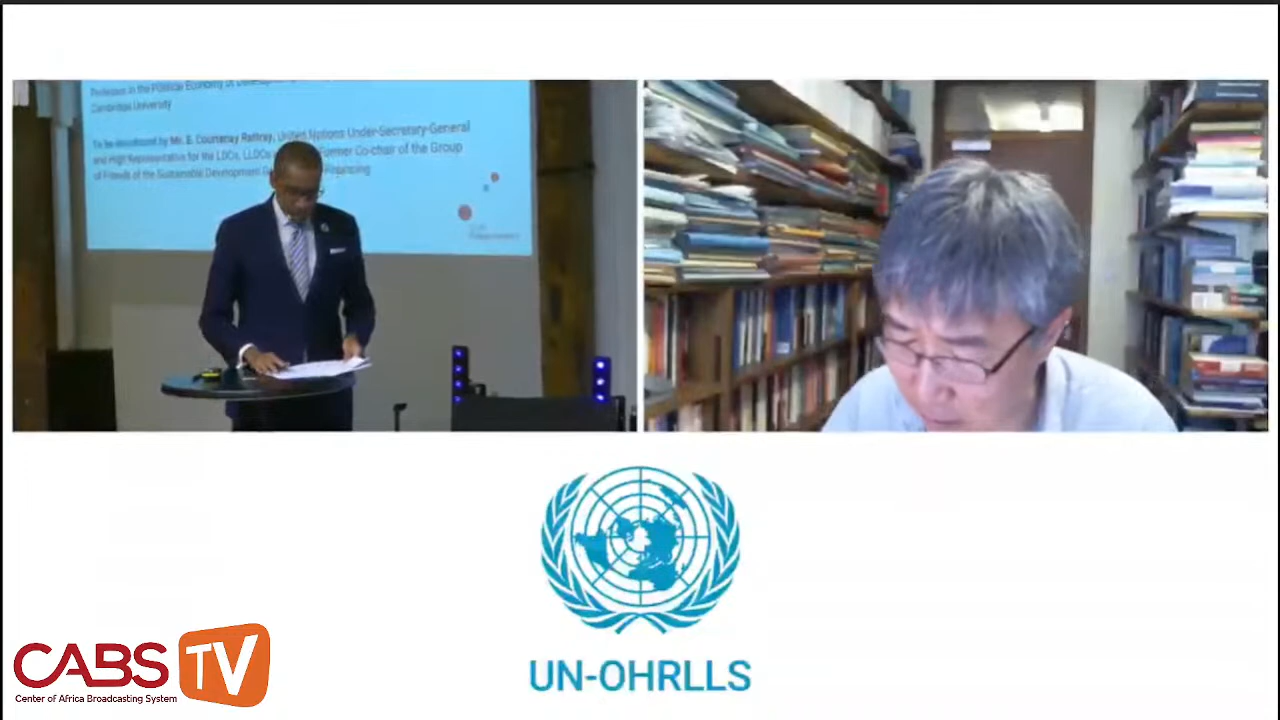 Professor in the Political Economy of Development
Cambridge University
To be introduced by Mr. E. Courtenay Rattray, United Nations Under-Secretary-General
and High Representative for the LDCs, LLDCs Former Co-chair of the Group
of Friends of the Sustainable Development Financing
UN-OHRLLS
CABS TV
Center of Africa Broadcasting System